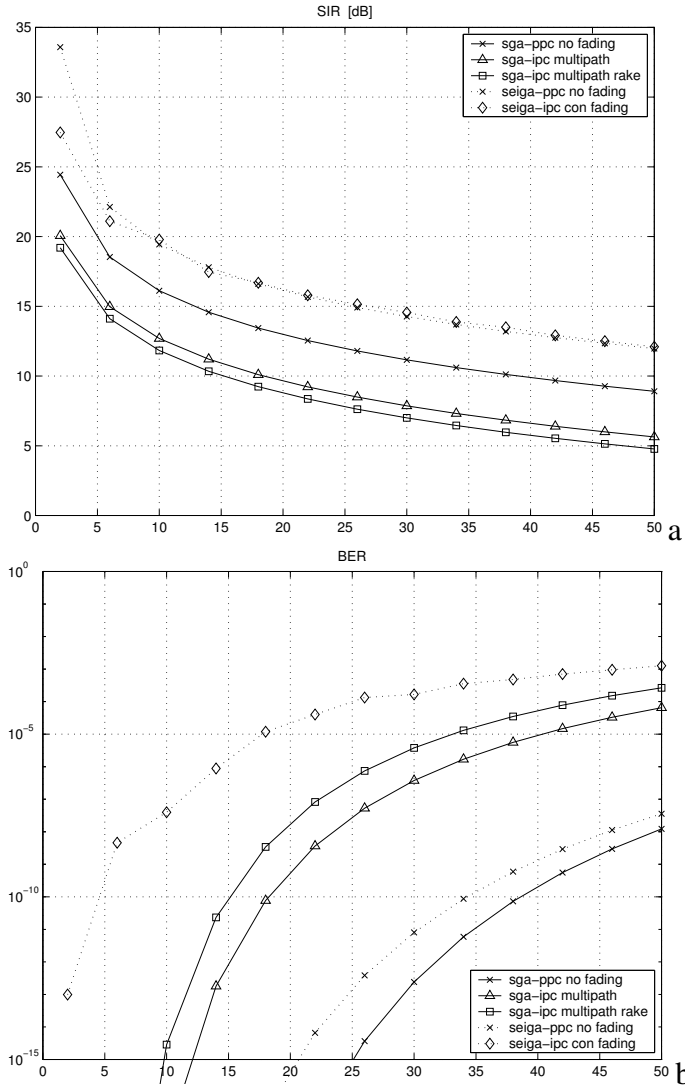 SIR [dB]
35
30
25
20
15
10
5
0
0 5 10 15 20 25 30 35 40 45 50
sga-ppc no fading
sga-ipc multipath
sga-ipc multipath rake
seiga-ppc no fading
seiga-ipc con fading
a
BER
10^0
10^-5
10^-10
10^-15
0 5 10 15 20 25 30 35 40 45 50
sga-ppc no fading
sga-ipc multipath
sga-ipc multipath rake
seiga-ppc no fading
seiga-ipc con fading
b